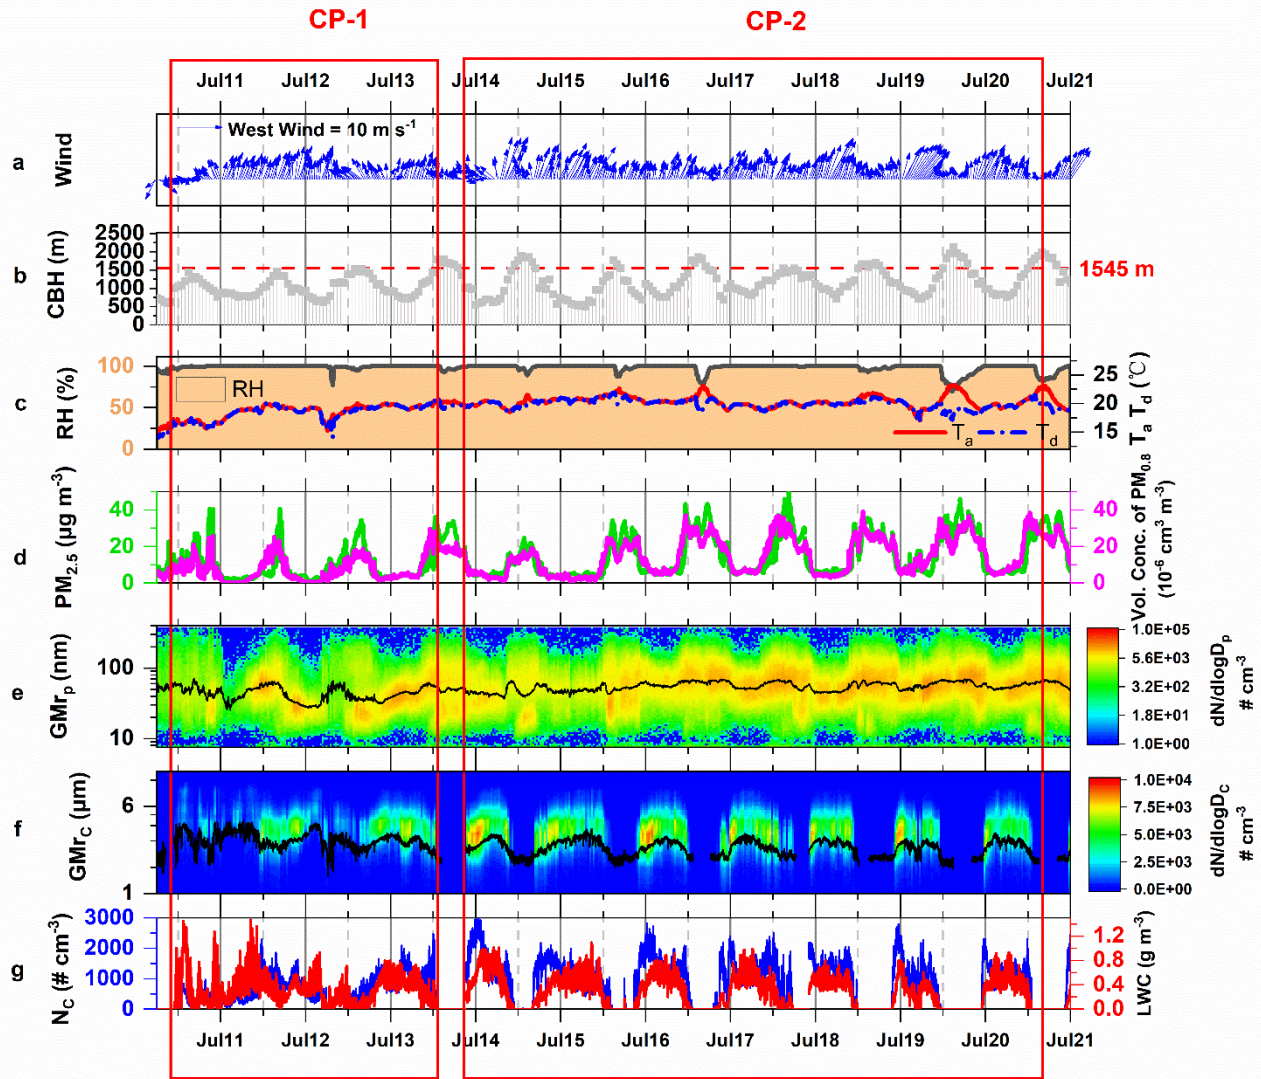 CP-1
CP-2
Jul11 Jul12 Jul13 Jul14 Jul15 Jul16 Jul17 Jul18 Jul19 Jul20 Jul21
a
Wind
West Wind = 10 m s⁻¹
b
CBH (m)
2500
2000
1500
1000
500
0
1545 m
c
RH (%)
100
50
0
RH
Tₐ
T_d
25
20
15
Tₐ T_d (℃)
d
PM₂.₅ (µg m⁻³)
40
20
0
40
20
0
Vol. Conc. of PM₀.₈
(10⁻⁶ cm³ m⁻³)
e
GMrₚ (nm)
100
10
1.0E+05
5.6E+03
3.2E+02
1.8E+01
1.0E+00
dN/dlogDₚ
# cm⁻³
f
GMr_C (µm)
6
1
1.0E+04
7.5E+03
5.0E+03
2.5E+03
0.0E+00
dN/dlogD_C
# cm⁻³
g
N_C (# cm⁻³)
3000
2000
1000
0
1.2
0.8
0.4
0.0
LWC (g m⁻³)
Jul11 Jul12 Jul13 Jul14 Jul15 Jul16 Jul17 Jul18 Jul19 Jul20 Jul21